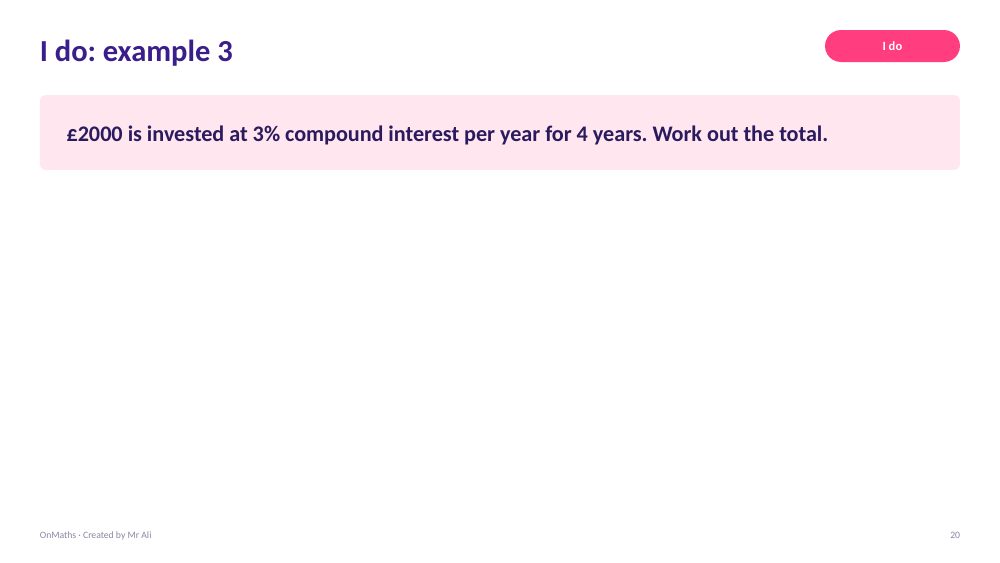 I do: example 3
I do
£2000 is invested at 3% compound interest per year for 4 years. Work out the total.
OnMaths · Created by Mr Ali
20